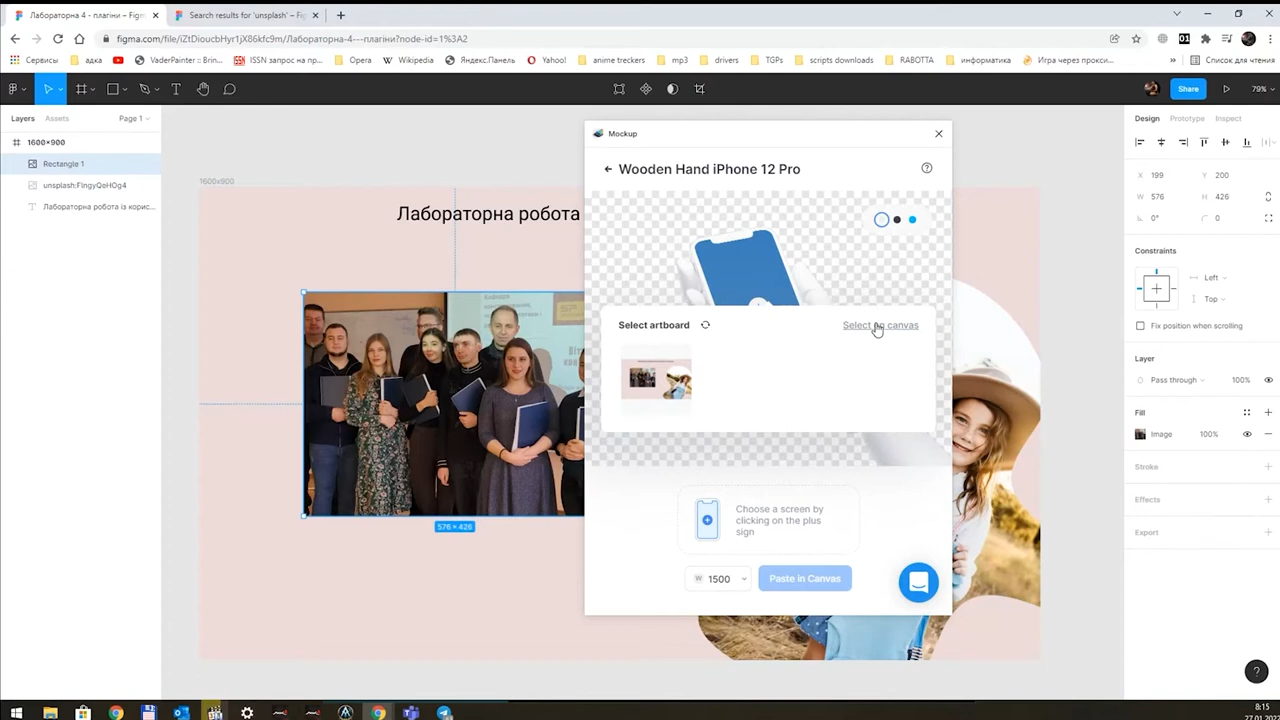 Лабораторна 4 - плагіни – Figm
Search results for 'unsplash' – Fi
figma.com/file/iZtDioucbHyr1jX86kfc9m/Лабораторна-4---плагіни?node-id=1%3A2
Сервисы
адка
VaderPainter :: Brin...
ISSN запрос на пр...
Opera
Wikipedia
Яндекс.Панель
Yahoo!
anime treckers
mp3
drivers
TGPs
scripts downloads
RABOTTA
информатика
Игра через прокси...
»
Список для чтения
Share
79%
Layers
Assets
Page 1
Design
Prototype
Inspect
1600×900
Rectangle 1
unsplash:FIngyQeHOg4
Лабораторна робота із корис...
1600x900
Лабораторна робота
576 × 426
Mockup
Wooden Hand iPhone 12 Pro
Select artboard
Select on canvas
Choose a screen by
clicking on the plus
sign
W 1500
Paste in Canvas
X 199
Y 200
W 576
H 426
0°
0
Constraints
Left
Top
Fix position when scrolling
Layer
Pass through
100%
Fill
Image
100%
Stroke
Effects
Export
?
8:15